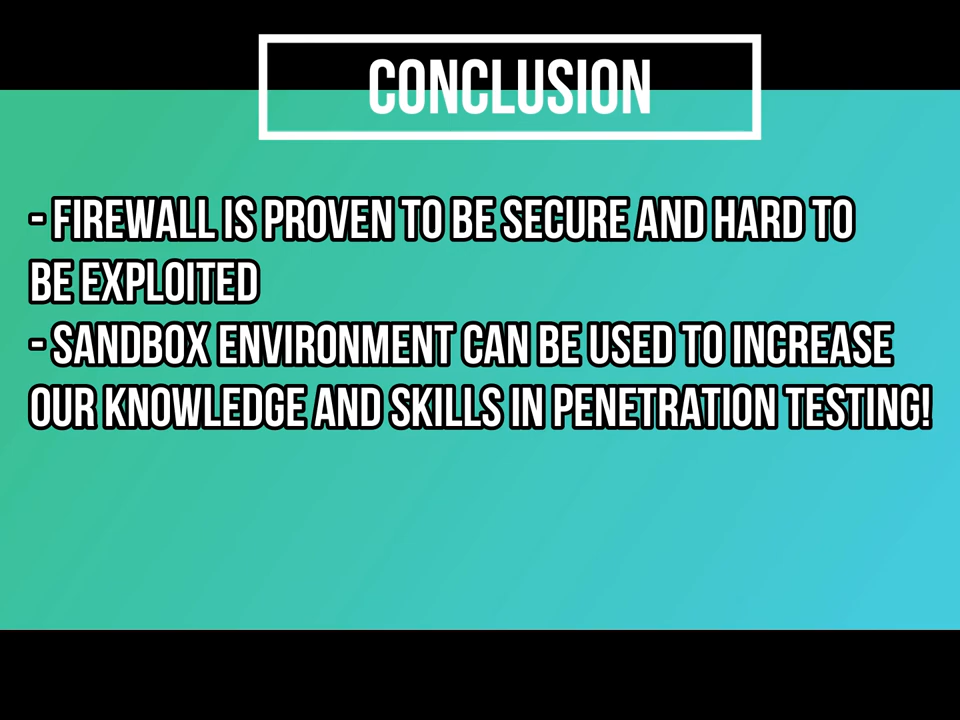 CONCLUSION
- FIREWALL IS PROVEN TO BE SECURE AND HARD TO
BE EXPLOITED
- SANDBOX ENVIRONMENT CAN BE USED TO INCREASE
OUR KNOWLEDGE AND SKILLS IN PENETRATION TESTING!